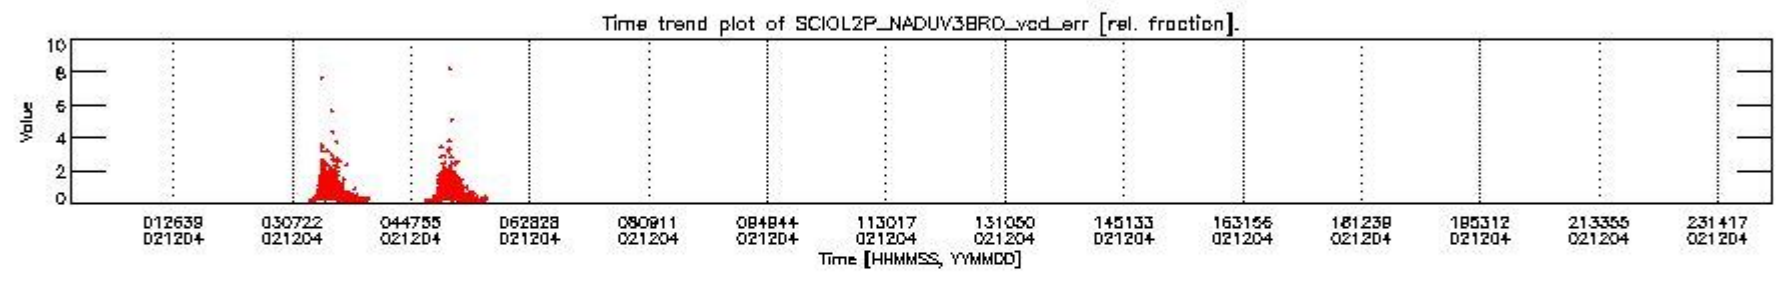 Time trend plot of SCIOL2P_NADUV3BRO_vcd_err [rel. fraction].
10
8
6
4
2
0
Value
012639 030722 044755 062828 080911 094944 113017 131050 145133 163156 181239 195312 213355 231417
021204 021204 021204 021204 021204 021204 021204 021204 021204 021204 021204 021204 021204 021204
Time [HHMMSS, YYMMDD]